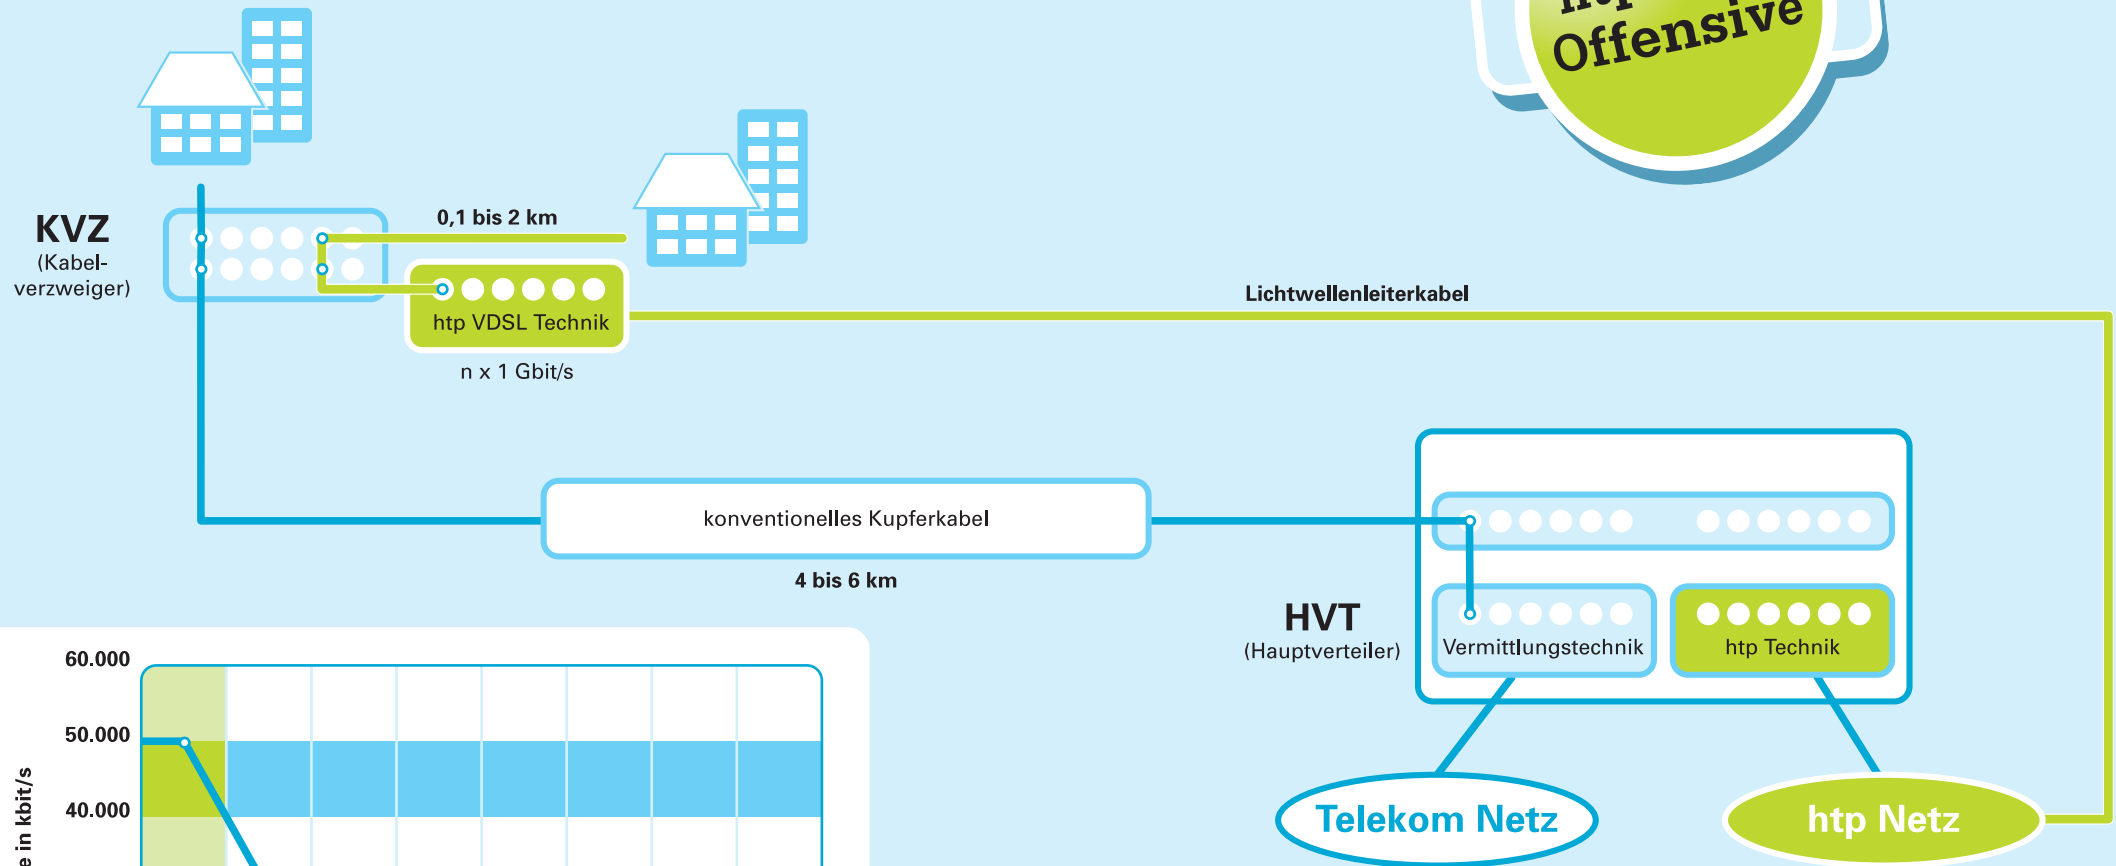 Offensive
KVZ
(Kabel-
verzweiger)
0,1 bis 2 km
htp VDSL Technik
n x 1 Gbit/s
Lichtwellenleiterkabel
konventionelles Kupferkabel
4 bis 6 km
HVT
(Hauptverteiler)
Vermittlungstechnik
htp Technik
Telekom Netz
htp Netz
60.000
50.000
40.000
in kbit/s